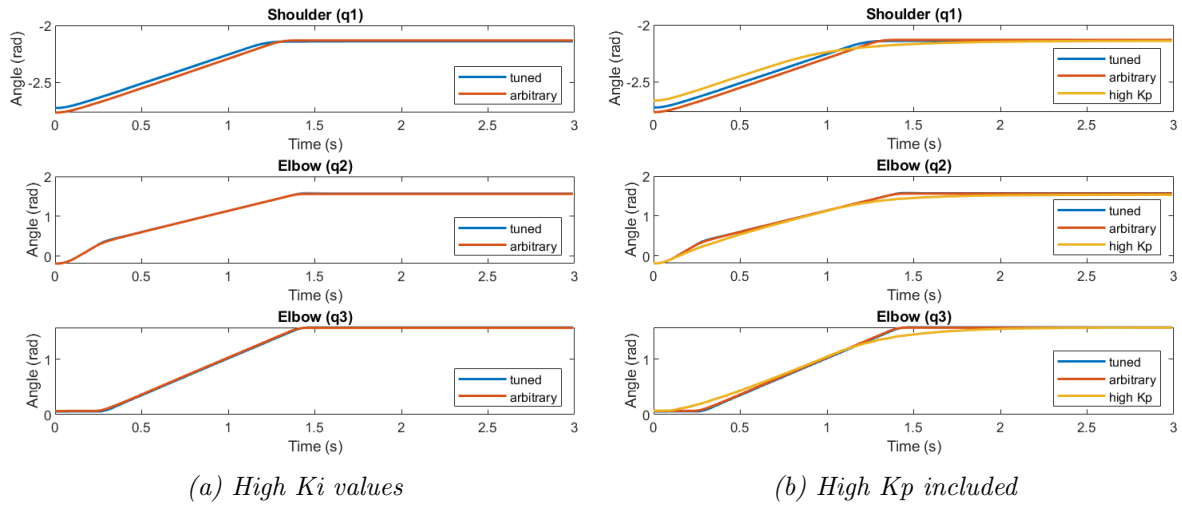 Shoulder (q1)
-2
-2.5
Angle (rad)
tuned
arbitrary
0 0.5 1 1.5 2 2.5 3
Time (s)
Elbow (q2)
2
1
0
Angle (rad)
tuned
arbitrary
0 0.5 1 1.5 2 2.5 3
Time (s)
Elbow (q3)
1
0
Angle (rad)
tuned
arbitrary
0 0.5 1 1.5 2 2.5 3
Time (s)
(a) High Ki values
Shoulder (q1)
-2
-2.5
Angle (rad)
tuned
arbitrary
high Kp
0 0.5 1 1.5 2 2.5 3
Time (s)
Elbow (q2)
2
1
0
Angle (rad)
tuned
arbitrary
high Kp
0 0.5 1 1.5 2 2.5 3
Time (s)
Elbow (q3)
1
0
Angle (rad)
tuned
arbitrary
high Kp
0 0.5 1 1.5 2 2.5 3
Time (s)
(b) High Kp included